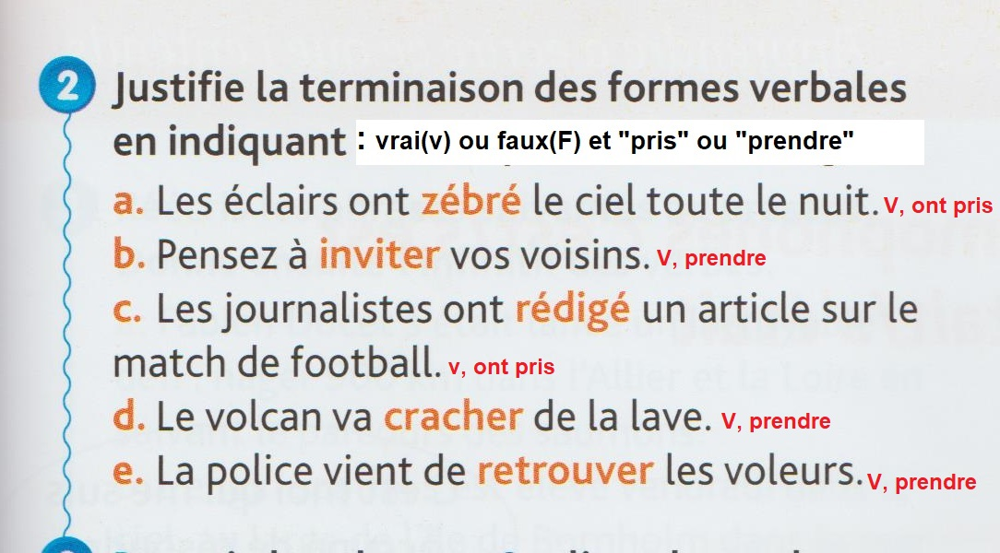 2 Justifie la terminaison des formes verbales
en indiquant : vrai(v) ou faux(F) et "pris" ou "prendre"
a. Les éclairs ont zébré le ciel toute le nuit. V, ont pris
b. Pensez à inviter vos voisins. V, prendre
c. Les journalistes ont rédigé un article sur le
match de football. v, ont pris
d. Le volcan va cracher de la lave. V, prendre
e. La police vient de retrouver les voleurs. V, prendre